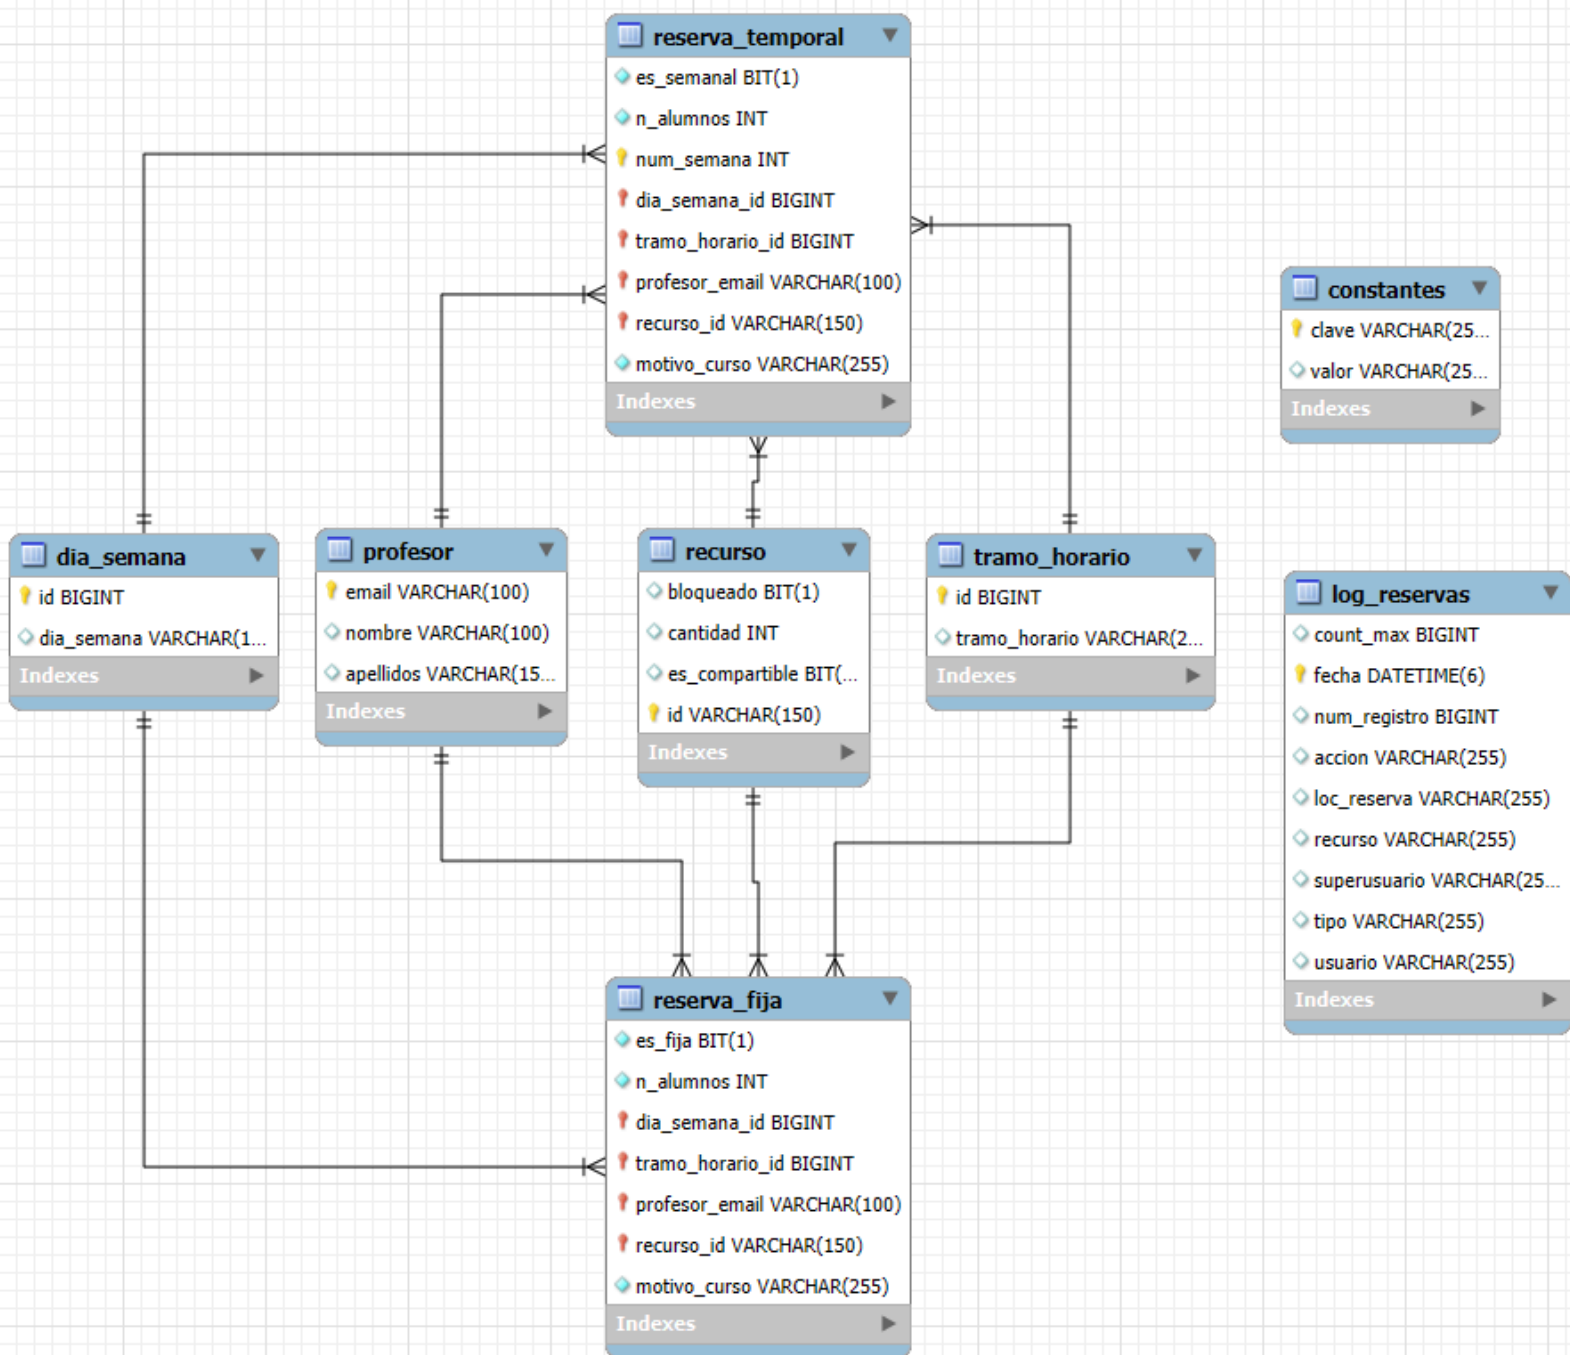 reserva_temporal
es_semanal BIT(1)
n_alumnos INT
num_semana INT
dia_semana_id BIGINT
tramo_horario_id BIGINT
profesor_email VARCHAR(100)
recurso_id VARCHAR(150)
motivo_curso VARCHAR(255)
Indexes
constantes
clave VARCHAR(25...
valor VARCHAR(25...
Indexes
dia_semana
id BIGINT
dia_semana VARCHAR(1...
Indexes
profesor
email VARCHAR(100)
nombre VARCHAR(100)
apellidos VARCHAR(15...
Indexes
recurso
bloqueado BIT(1)
cantidad INT
es_compartible BIT(...
id VARCHAR(150)
Indexes
tramo_horario
id BIGINT
tramo_horario VARCHAR(2...
Indexes
log_reservas
count_max BIGINT
fecha DATETIME(6)
num_registro BIGINT
accion VARCHAR(255)
loc_reserva VARCHAR(255)
recurso VARCHAR(255)
superusuario VARCHAR(25...
tipo VARCHAR(255)
usuario VARCHAR(255)
Indexes
reserva_fija
es_fija BIT(1)
n_alumnos INT
dia_semana_id BIGINT
tramo_horario_id BIGINT
profesor_email VARCHAR(100)
recurso_id VARCHAR(150)
motivo_curso VARCHAR(255)
Indexes